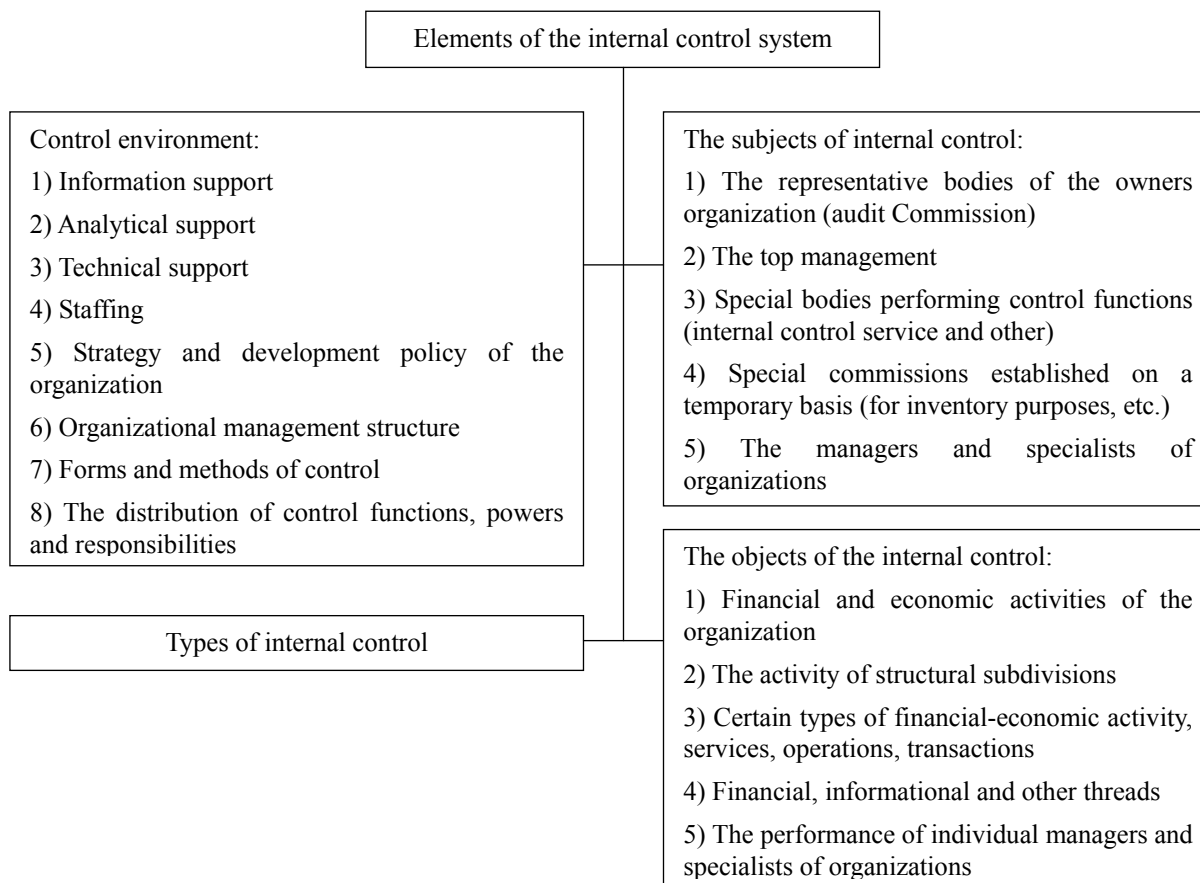 Elements of the internal control system
Control environment:
1) Information support
2) Analytical support
3) Technical support
4) Staffing
5) Strategy and development policy of the
organization
6) Organizational management structure
7) Forms and methods of control
8) The distribution of control functions, powers
and responsibilities
The subjects of internal control:
1) The representative bodies of the owners
organization (audit Commission)
2) The top management
3) Special bodies performing control functions
(internal control service and other)
4) Special commissions established on a
temporary basis (for inventory purposes, etc.)
5) The managers and specialists of
organizations
Types of internal control
The objects of the internal control:
1) Financial and economic activities of the
organization
2) The activity of structural subdivisions
3) Certain types of financial-economic activity,
services, operations, transactions
4) Financial, informational and other threads
5) The performance of individual managers and
specialists of organizations